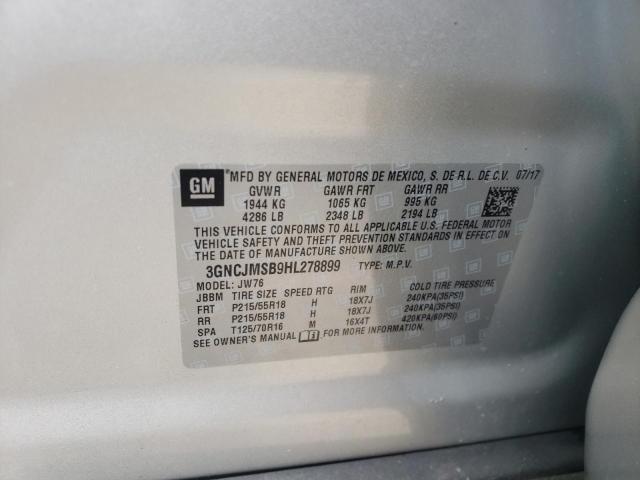 GM *MFD BY GENERAL MOTORS DE MEXICO, S. DE R.L. DE C.V. 07/17
GVWR GAWR FRT GAWR RR
1944 KG 1065 KG 995 KG
4286 LB 2348 LB 2194 LB
THIS VEHICLE CONFORMS TO ALL APPLICABLE U.S. FEDERAL MOTOR
VEHICLE SAFETY AND THEFT PREVENTION STANDARDS IN EFFECT ON THE
DATE OF MANUFACTURE SHOWN ABOVE.
3GNCJMSB9HL278899 TYPE: M.P.V.
MODEL: JW76
JBBM TIRE SIZE SPEED RTG RIM COLD TIRE PRESSURE
FRT P215/55R18 H 18X7J 240KPA(35PSI)
RR P215/55R18 H 18X7J 240KPA(35PSI)
SPA T125/70R16 M 16X4T 420KPA(60PSI)
SEE OWNER'S MANUAL FOR MORE INFORMATION.